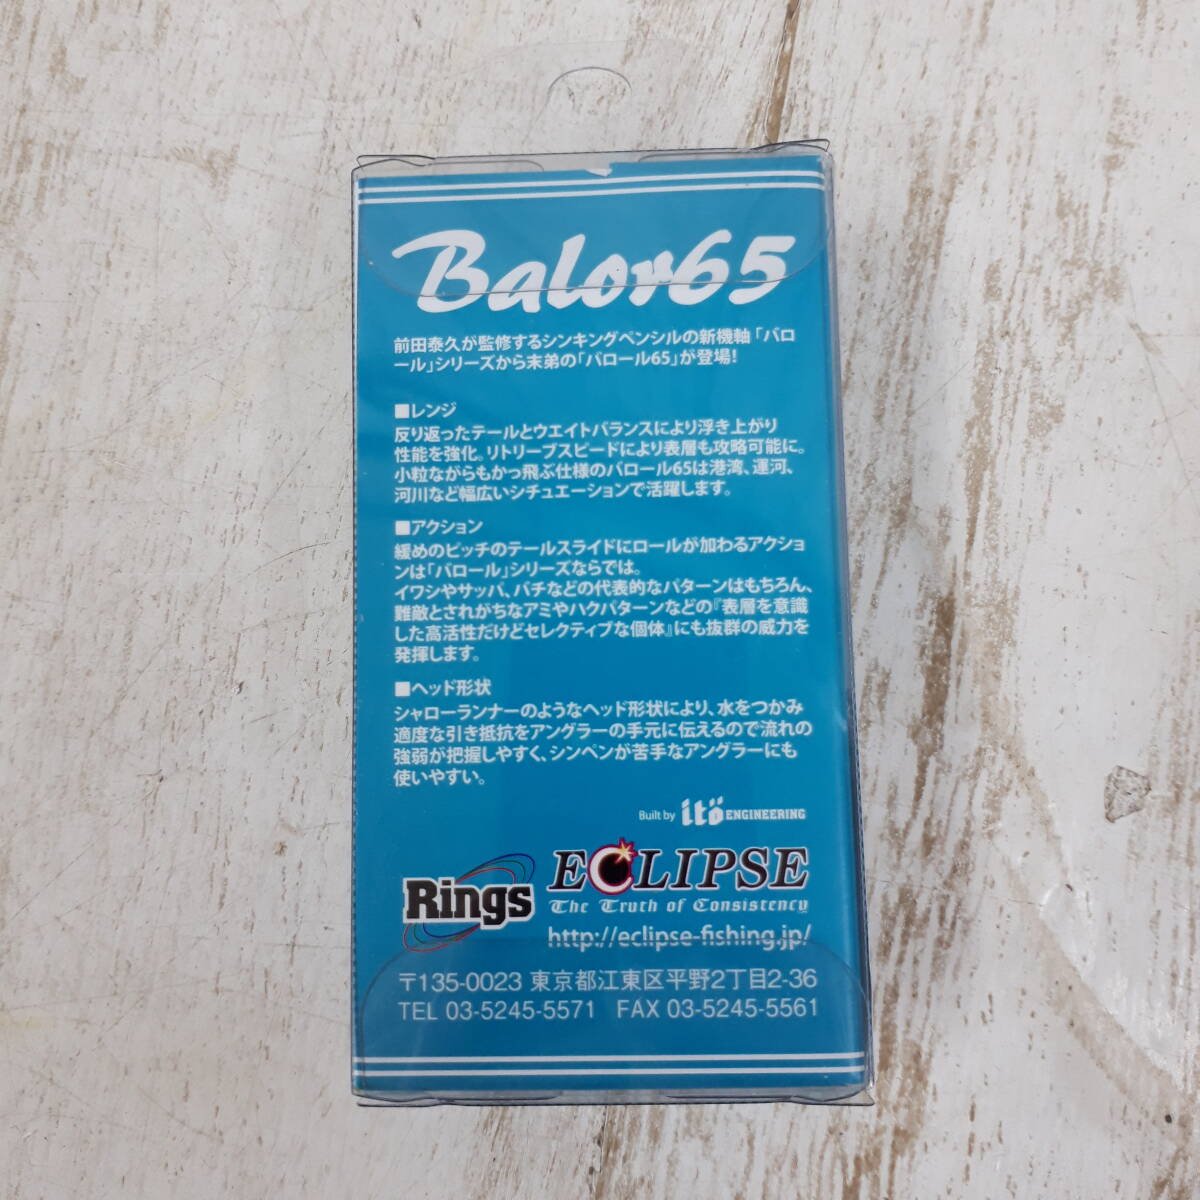 Balor65
前田泰久が監修するシンキングペンシルの新機軸「バロ
ール」シリーズから末弟の「バロール65」が登場！
■レンジ
反り返ったテールとウエイトバランスにより浮き上がり
性能を強化。リトリーブスピードにより表層も攻略可能に。
小粒ながらもかっ飛ぶ仕様のバロール65は港湾、運河、
河川など幅広いシチュエーションで活躍します。
■アクション
緩めのピッチのテールスライドにロールが加わるアクショ
ンは「バロール」シリーズならでは。
イワシやサッパ、バチなどの代表的なパターンはもちろん、
難敵とされがちなアミやハクパターンなどの『表層を意識
した高活性だけどセレクティブな個体』にも抜群の威力を
発揮します。
■ヘッド形状
シャローランナーのようなヘッド形状により、水をつかみ
適度な引き抵抗をアングラーの手元に伝えるので流れの
強弱が把握しやすく、シンペンが苦手なアングラーにも
使いやすい。
Built by itö ENGINEERING
Rings
ECLIPSE
The Truth of Consistency
http://eclipse-fishing.jp/
〒135-0023 東京都江東区平野2丁目2-36
TEL 03-5245-5571 FAX 03-5245-5561